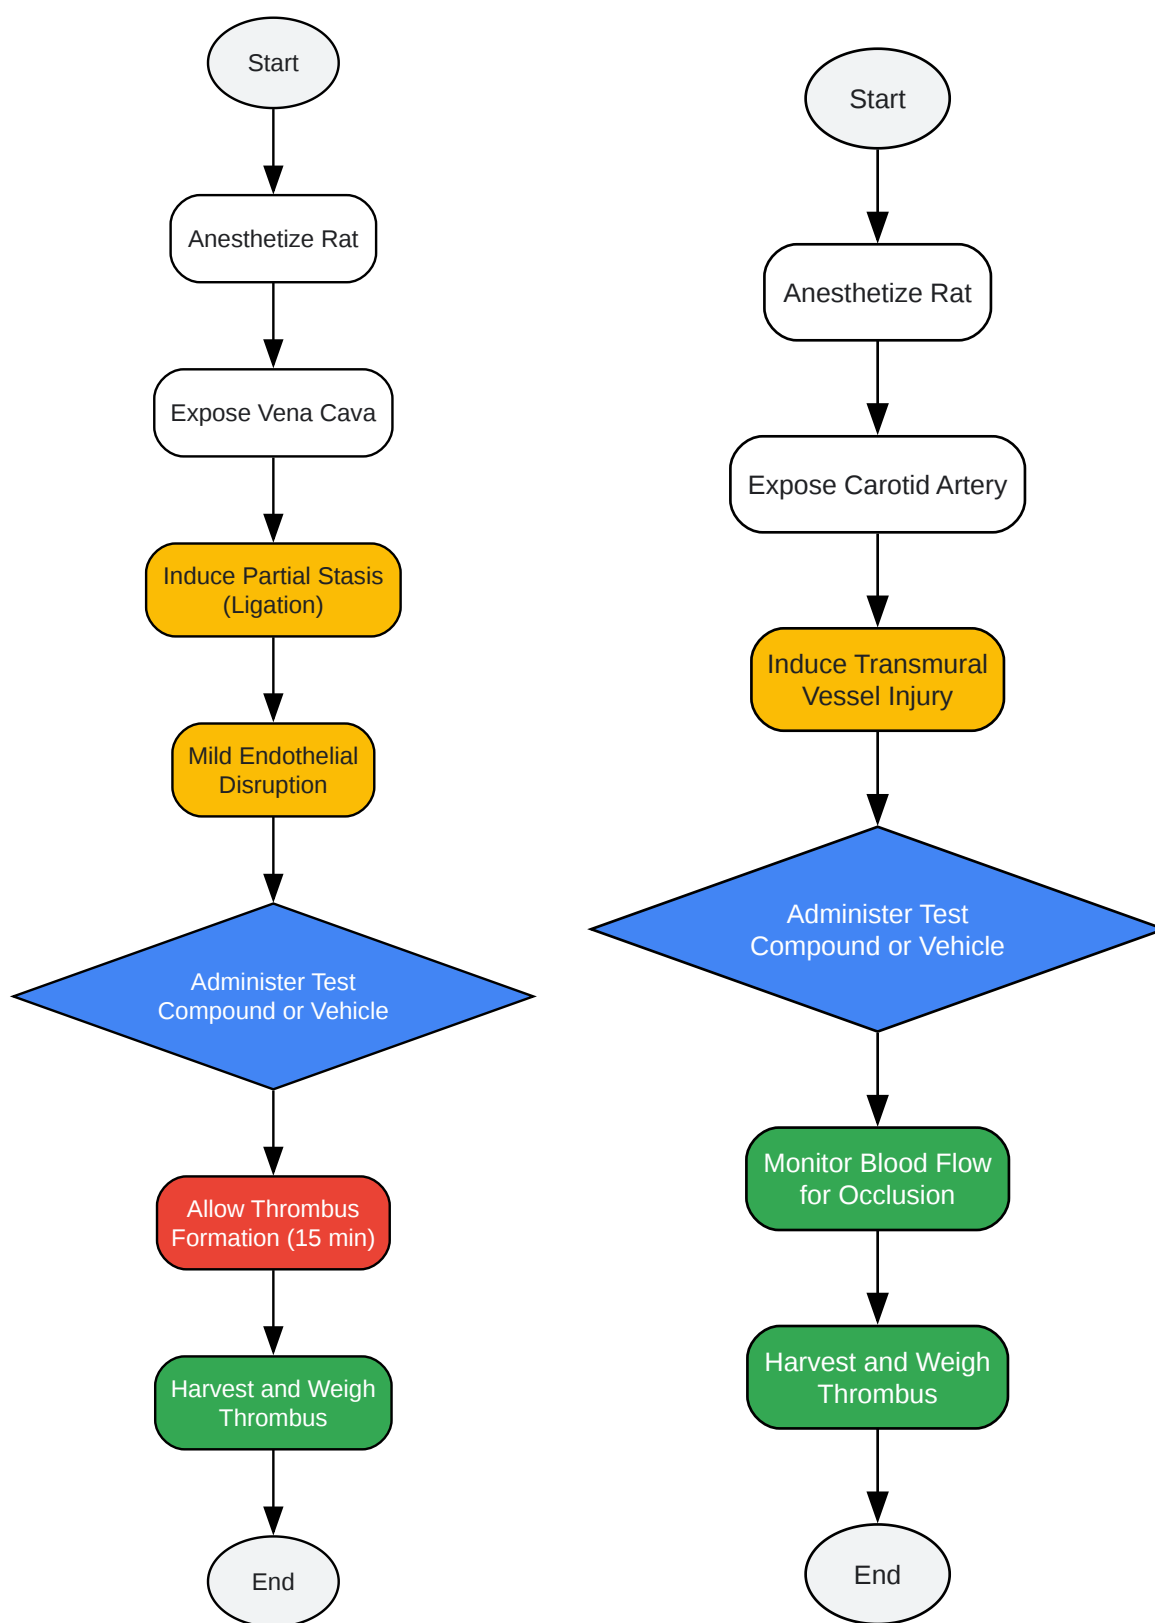 Start
Anesthetize Rat
Expose Vena Cava
Induce Partial Stasis
(Ligation)
Mild Endothelial
Disruption
Administer Test
Compound or Vehicle
Allow Thrombus
Formation (15 min)
Harvest and Weigh
Thrombus
End
Start
Anesthetize Rat
Expose Carotid Artery
Induce Transmural
Vessel Injury
Administer Test
Compound or Vehicle
Monitor Blood Flow
for Occlusion
Harvest and Weigh
Thrombus
End